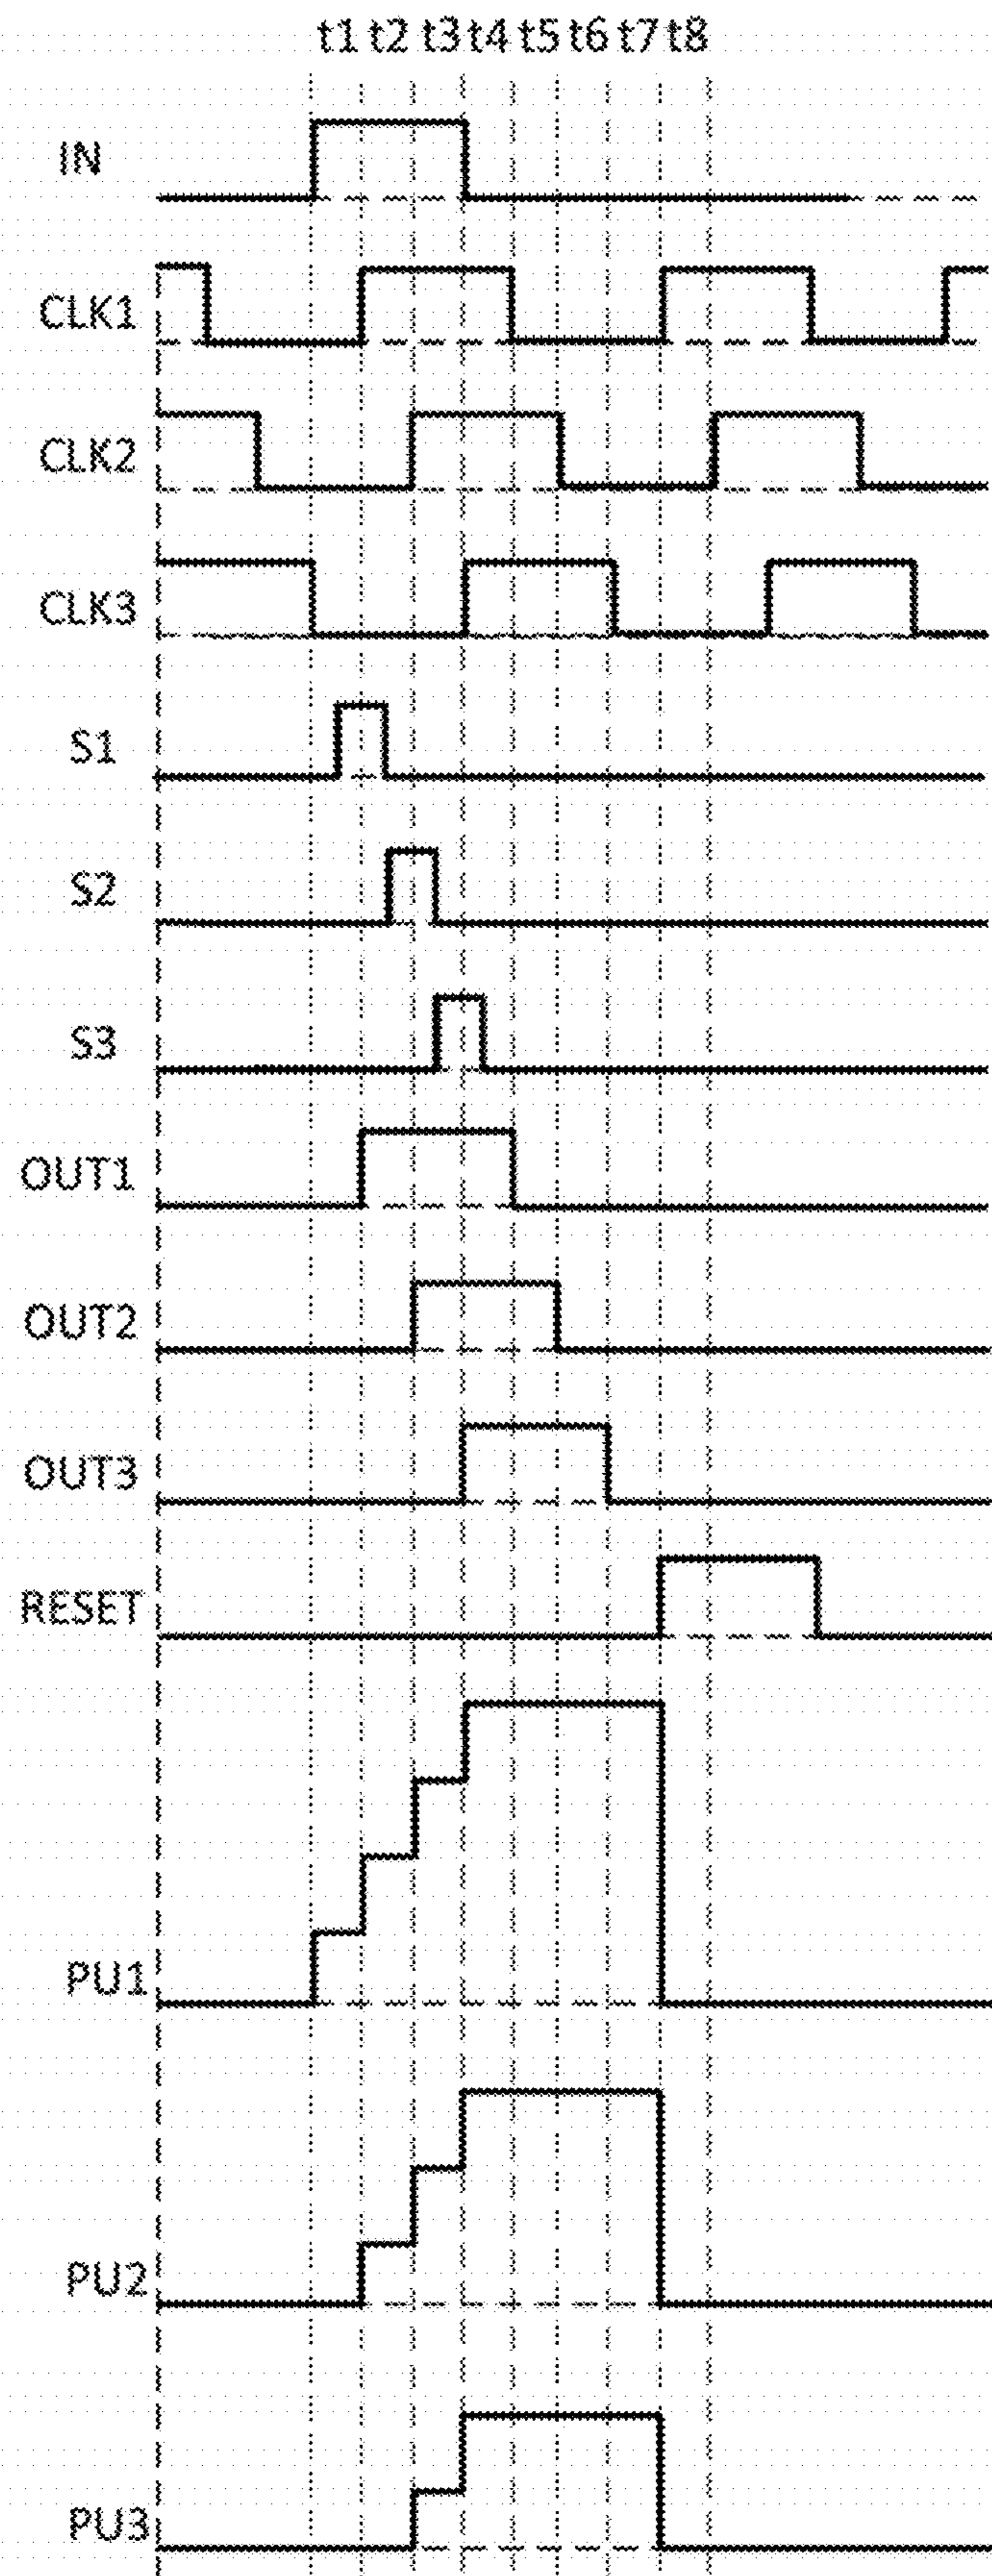 t1 t2 t3 t4 t5 t6 t7 t8
IN
CLK1
CLK2
CLK3
S1
S2
S3
OUT1
OUT2
OUT3
RESET
PU1
PU2
PU3